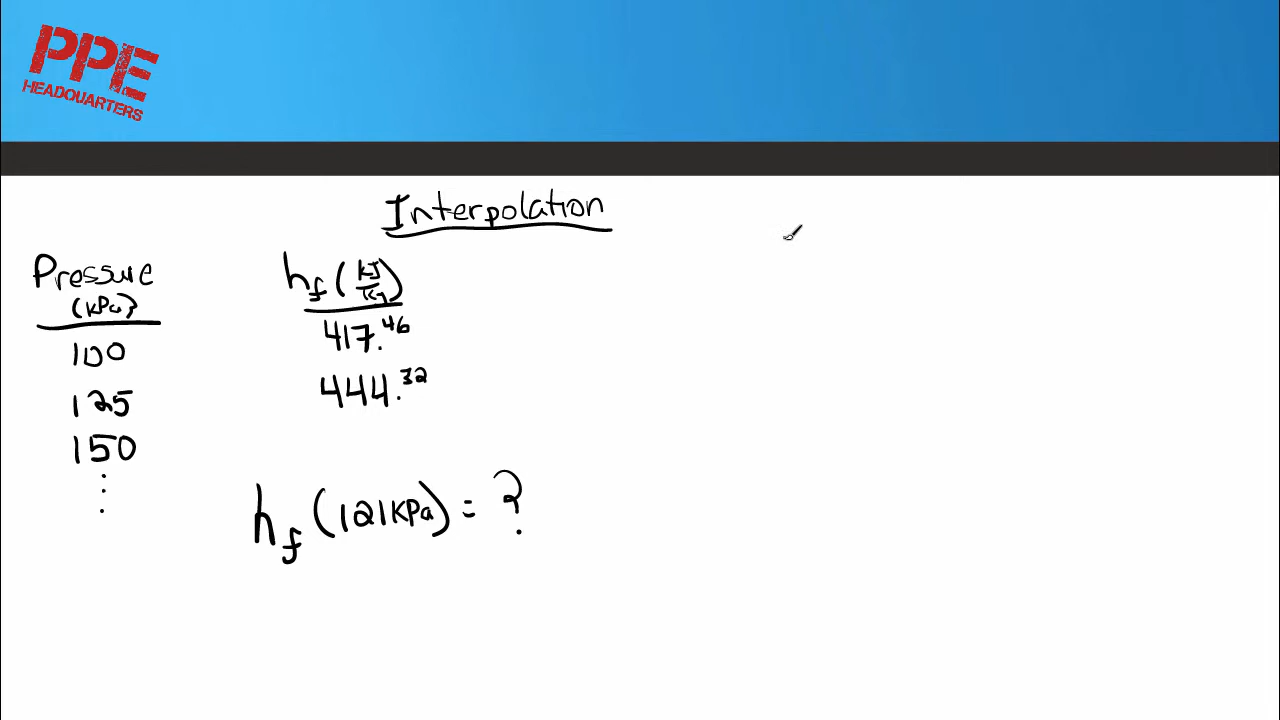 PPE
HEADQUARTERS
Interpolation
Pressure
(kPa)
hf (kJ/kg)
100
417.46
125
444.32
150
⋮
hf (121kPa) = ?